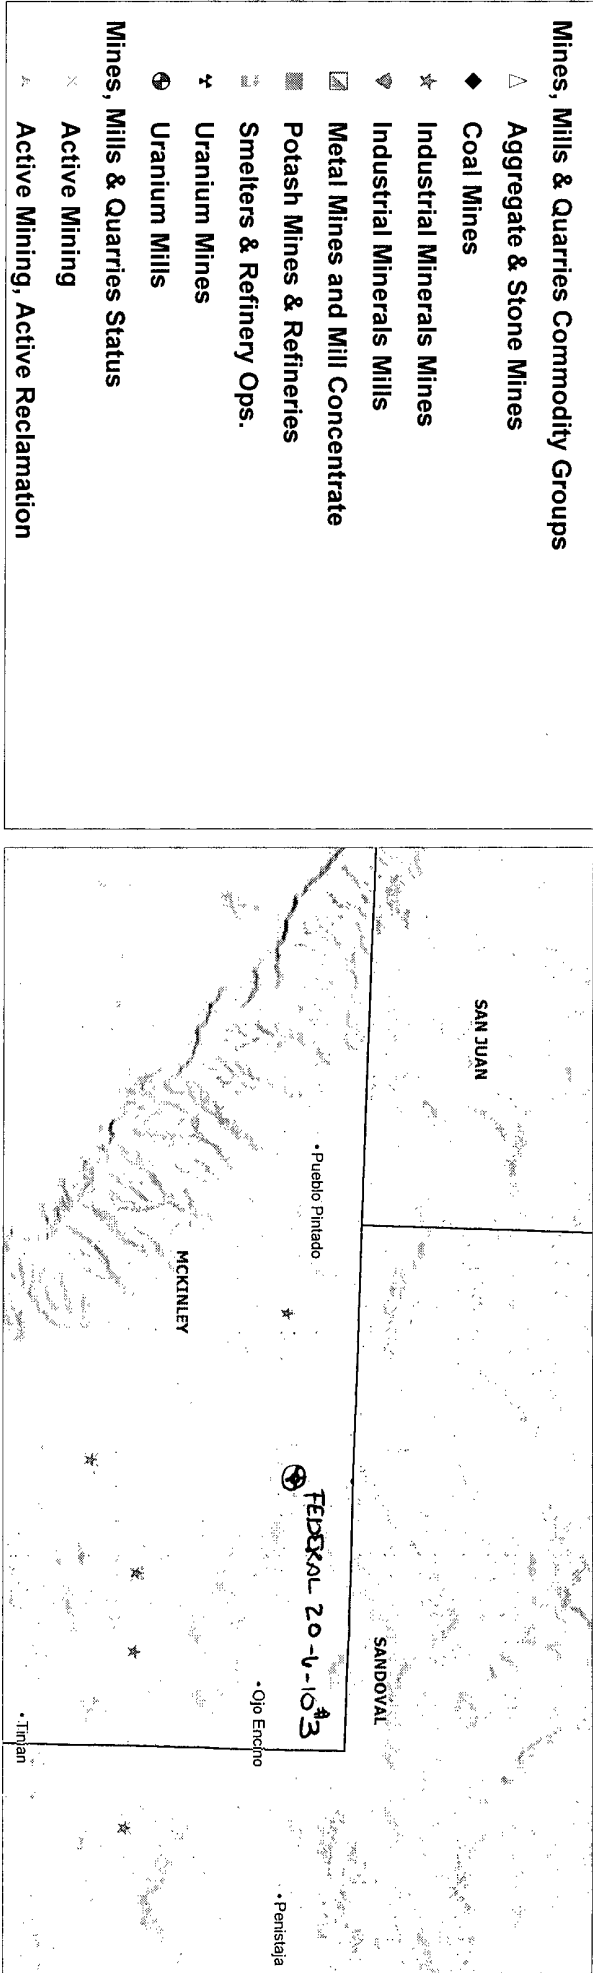 Mines, Mills & Quarries Commodity Groups
Aggregate & Stone Mines
Coal Mines
Industrial Minerals Mines
Industrial Minerals Mills
Metal Mines and Mill Concentrate
Potash Mines & Refineries
Smelters & Refinery Ops.
Uranium Mines
Uranium Mills
Mines, Mills & Quarries Status
Active Mining
Active Mining, Active Reclamation
SAN JUAN
SANDOVAL
Pueblo Pintado
FEDERAL 20-6-10 #3
Ojo Encino
Penistaja
MCKINLEY
Tinian